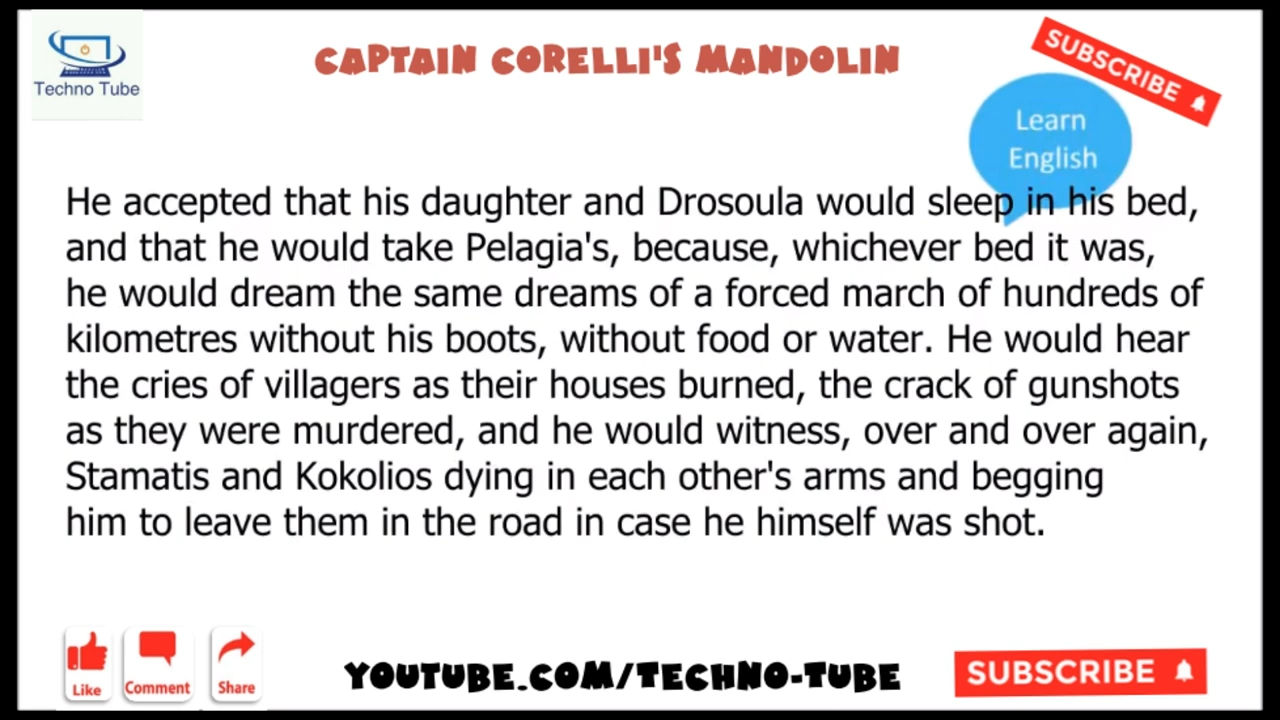 CAPTAIN CORELLI'S MANDOLIN
SUBSCRIBE
Techno Tube
Learn
English
He accepted that his daughter and Drosoula would sleep in his bed,
and that he would take Pelagia's, because, whichever bed it was,
he would dream the same dreams of a forced march of hundreds of
kilometres without his boots, without food or water. He would hear
the cries of villagers as their houses burned, the crack of gunshots
as they were murdered, and he would witness, over and over again,
Stamatis and Kokolios dying in each other's arms and begging
him to leave them in the road in case he himself was shot.
Like
Comment
Share
YOUTUBE.COM/TECHNO-TUBE
SUBSCRIBE